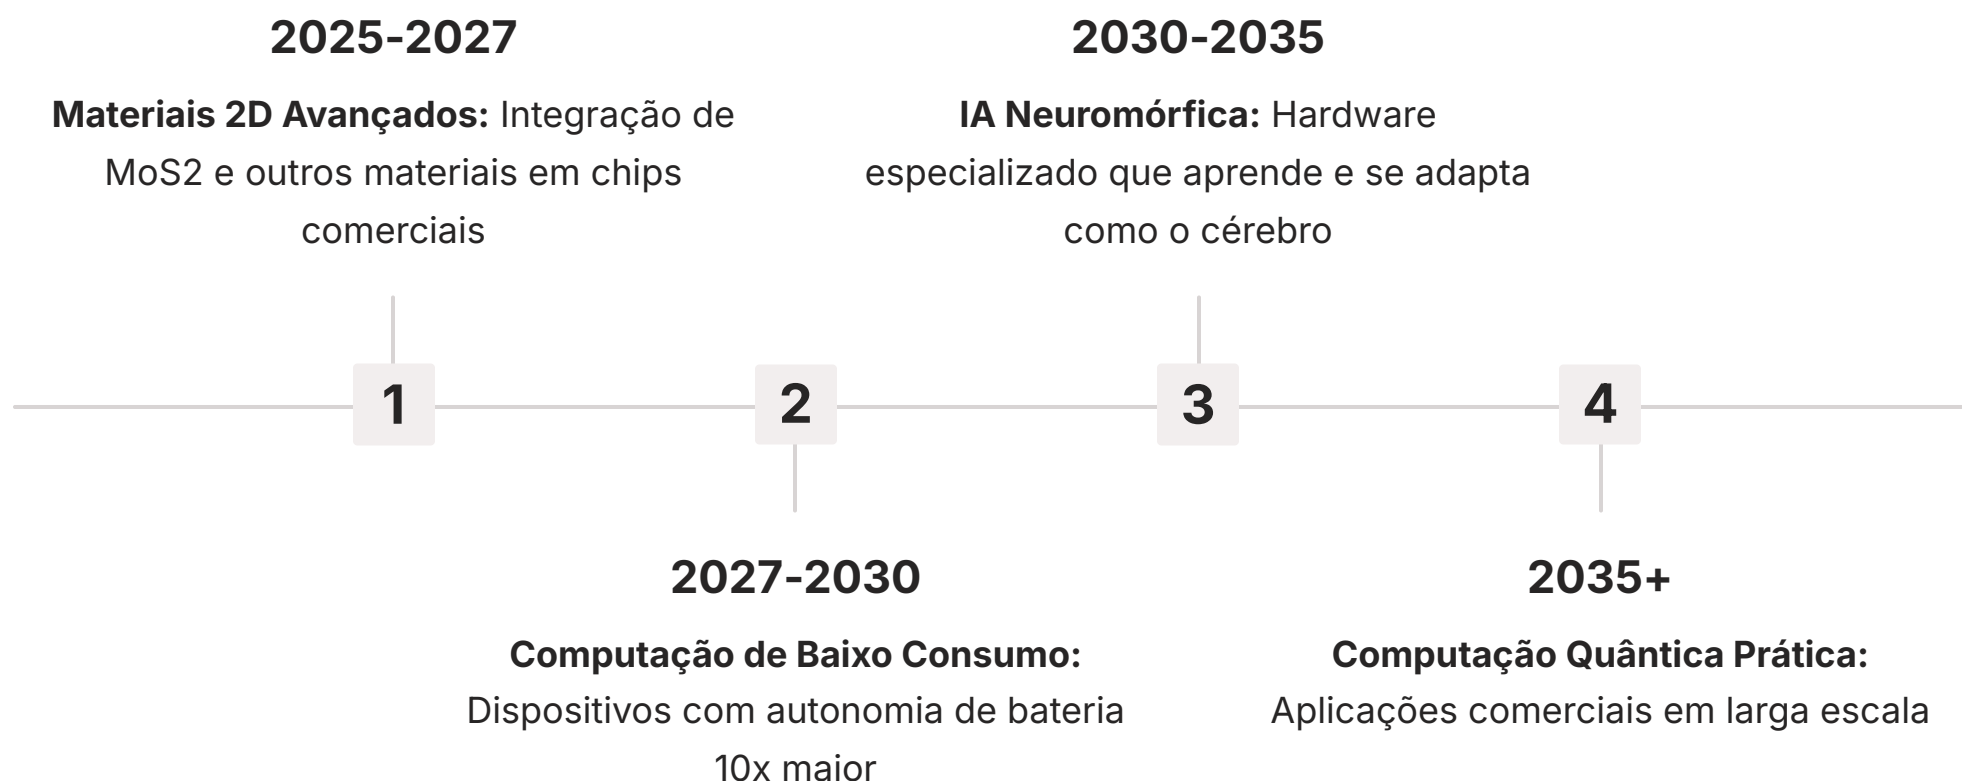 2025-2027
Materiais 2D Avançados: Integração de
MoS2 e outros materiais em chips
comerciais
2030-2035
IA Neuromórfica: Hardware
especializado que aprende e se adapta
como o cérebro
1
2
3
4
2027-2030
Computação de Baixo Consumo:
Dispositivos com autonomia de bateria
10x maior
2035+
Computação Quântica Prática:
Aplicações comerciais em larga escala